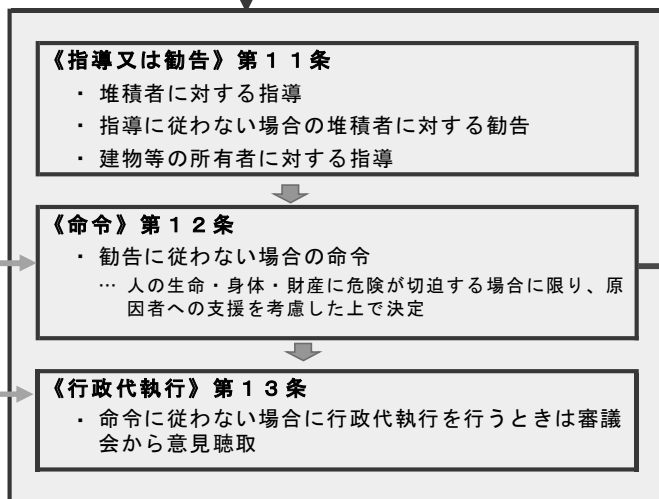 《指導又は勧告》第１１条
・ 堆積者に対する指導
・ 指導に従わない場合の堆積者に対する勧告
・ 建物等の所有者に対する指導
《命令》第１２条
・ 勧告に従わない場合の命令
… 人の生命・身体・財産に危険が切迫する場合に限り、原
因者への支援を考慮した上で決定
《行政代執行》第１３条
・ 命令に従わない場合に行政代執行を行うときは審議
会から意見聴取